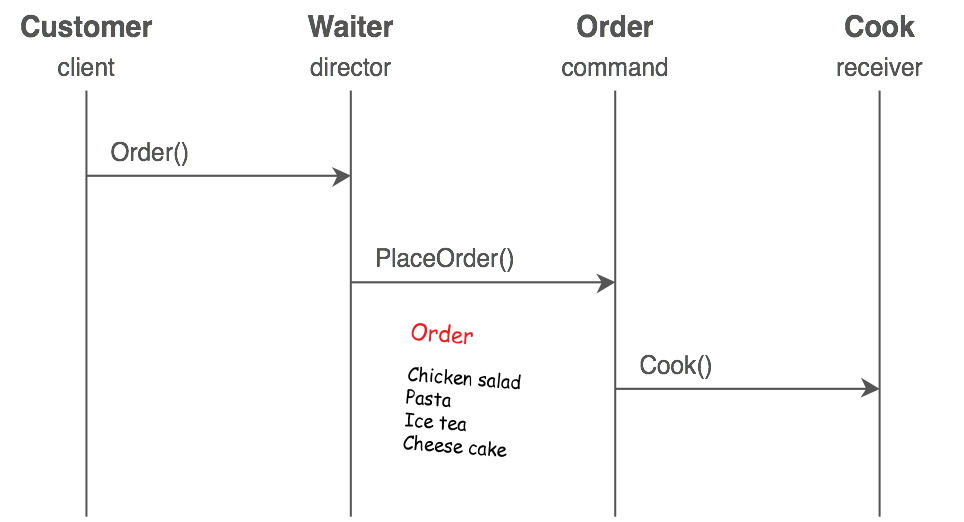 Customer Waiter Order Cook
client director command receiver
Order()
PlaceOrder()
Order
Cook()
Chicken salad
Pasta
Ice tea
Cheese cake